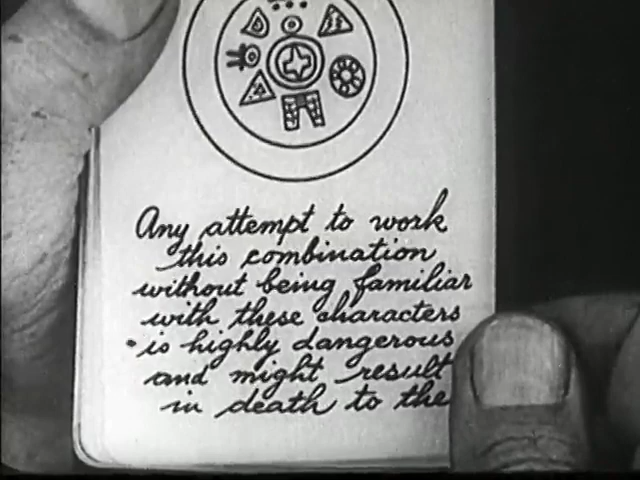 Any attempt to work
this combination
without being familiar
with these characters
is highly dangerous
and might result
in death to the